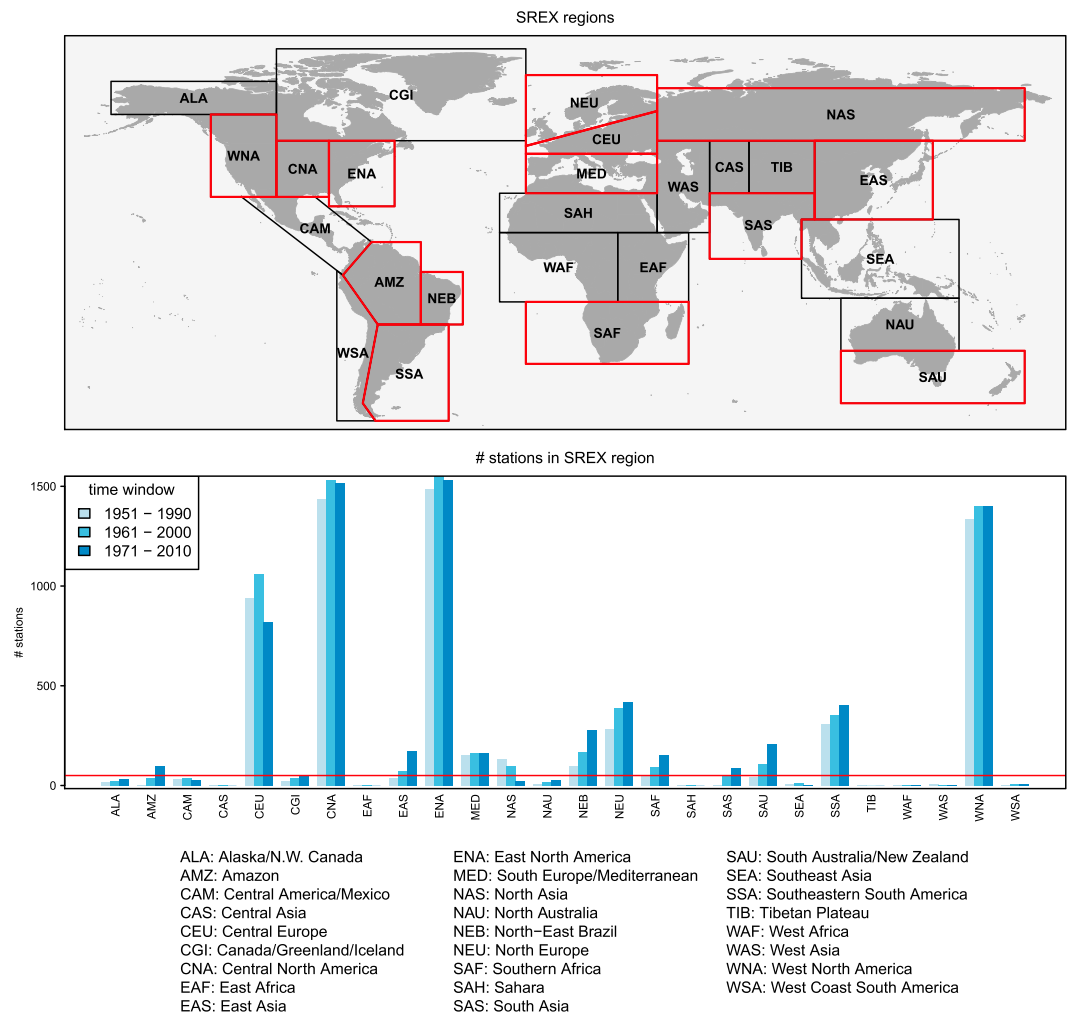 SREX regions
ALA
CGI
NEU
NAS
WNA
CNA
ENA
CEU
MED
WAS
CAS
TIB
EAS
CAM
SAH
SAS
AMZ
NEB
WAF
EAF
SEA
WSA
SSA
SAF
NAU
SAU
# stations in SREX region
time window
1951 − 1990
1961 − 2000
1971 − 2010
# stations
1500
1000
500
0
ALA
AMZ
CAM
CAS
CEU
CGI
CNA
EAF
EAS
ENA
MED
NAS
NAU
NEB
NEU
SAF
SAH
SAS
SAU
SEA
SSA
TIB
WAF
WAS
WNA
WSA
ALA: Alaska/N.W. Canada
AMZ: Amazon
CAM: Central America/Mexico
CAS: Central Asia
CEU: Central Europe
CGI: Canada/Greenland/Iceland
CNA: Central North America
EAF: East Africa
EAS: East Asia
ENA: East North America
MED: South Europe/Mediterranean
NAS: North Asia
NAU: North Australia
NEB: North−East Brazil
NEU: North Europe
SAF: Southern Africa
SAH: Sahara
SAS: South Asia
SAU: South Australia/New Zealand
SEA: Southeast Asia
SSA: Southeastern South America
TIB: Tibetan Plateau
WAF: West Africa
WAS: West Asia
WNA: West North America
WSA: West Coast South America